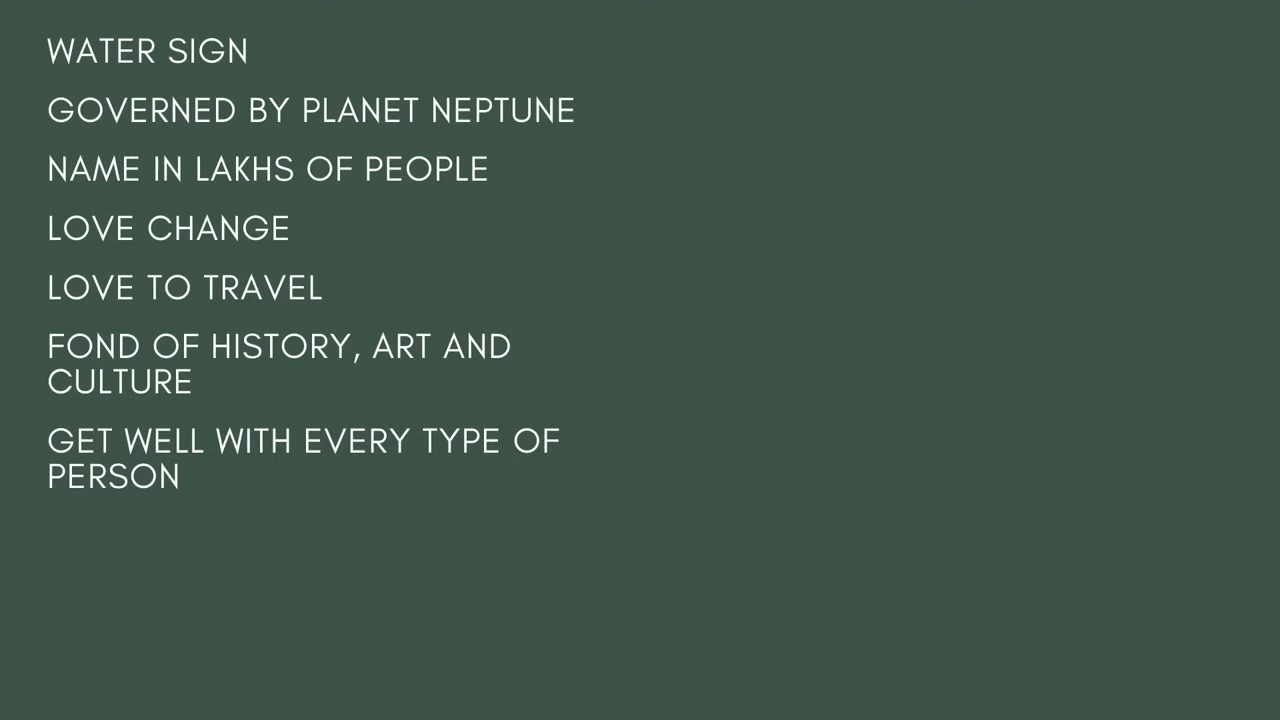 WATER SIGN
GOVERNED BY PLANET NEPTUNE
NAME IN LAKHS OF PEOPLE
LOVE CHANGE
LOVE TO TRAVEL
FOND OF HISTORY, ART AND
CULTURE
GET WELL WITH EVERY TYPE OF
PERSON